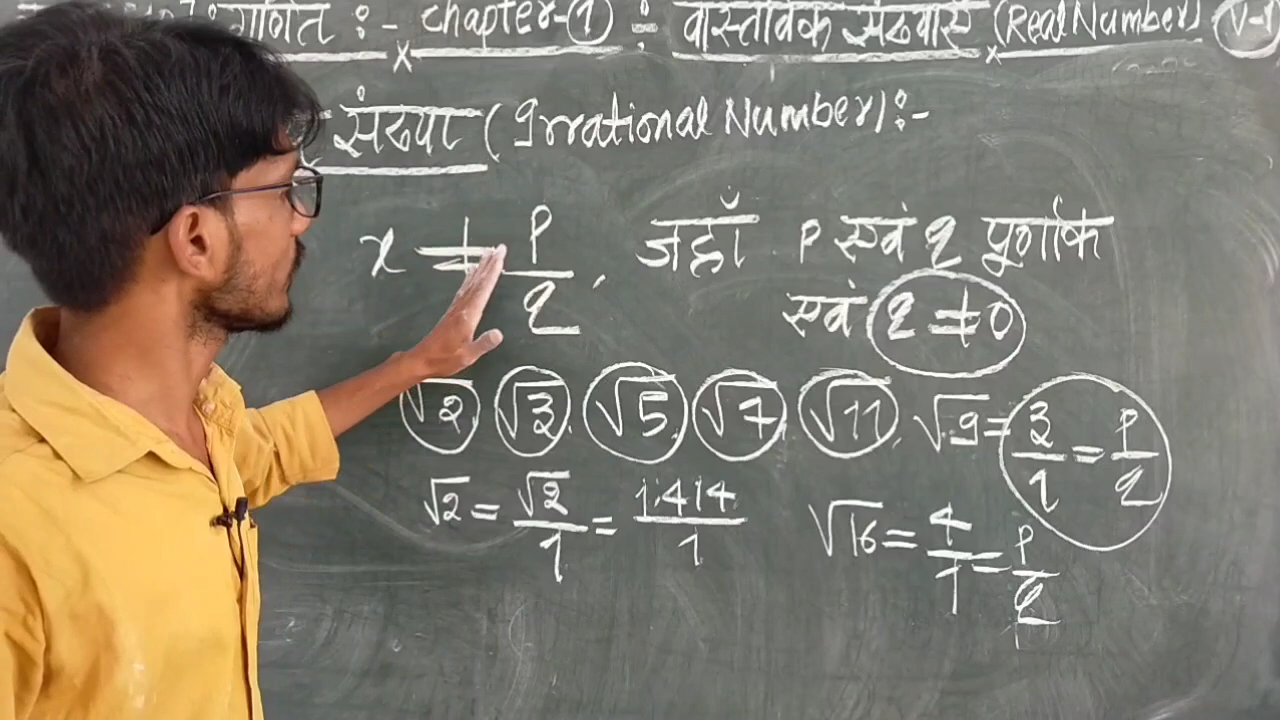 गणित :- Chapter-(1) :- वास्तविक संख्याएँ (Real Number) V-1
संख्या (Irrational Number) :-
x ≠ p/q , जहाँ P एवं q पूर्णांक
एवं q ≠ 0
√2 √3, √5, √7, √11, √9 = 3/1 = p/q
√2 = √2/1 = 1.414/1 √16 = 4/1 = p/q